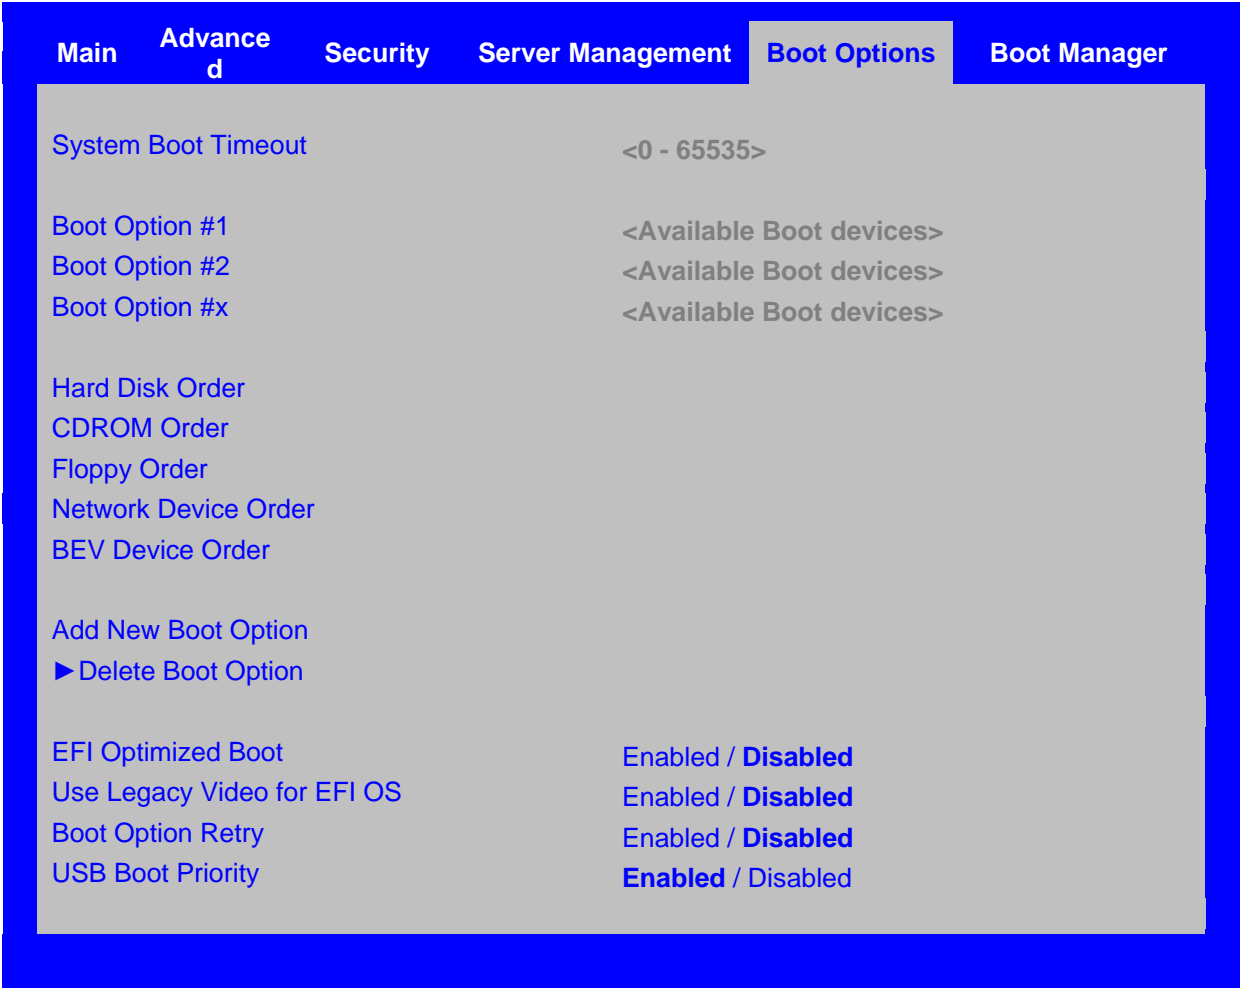 Main Advance
d Security Server Management Boot Options Boot Manager
System Boot Timeout <0 - 65535>
Boot Option #1 <Available Boot devices>
Boot Option #2 <Available Boot devices>
Boot Option #x <Available Boot devices>
Hard Disk Order
CDROM Order
Floppy Order
Network Device Order
BEV Device Order
Add New Boot Option
►Delete Boot Option
EFI Optimized Boot Enabled / Disabled
Use Legacy Video for EFI OS Enabled / Disabled
Boot Option Retry Enabled / Disabled
USB Boot Priority Enabled / Disabled